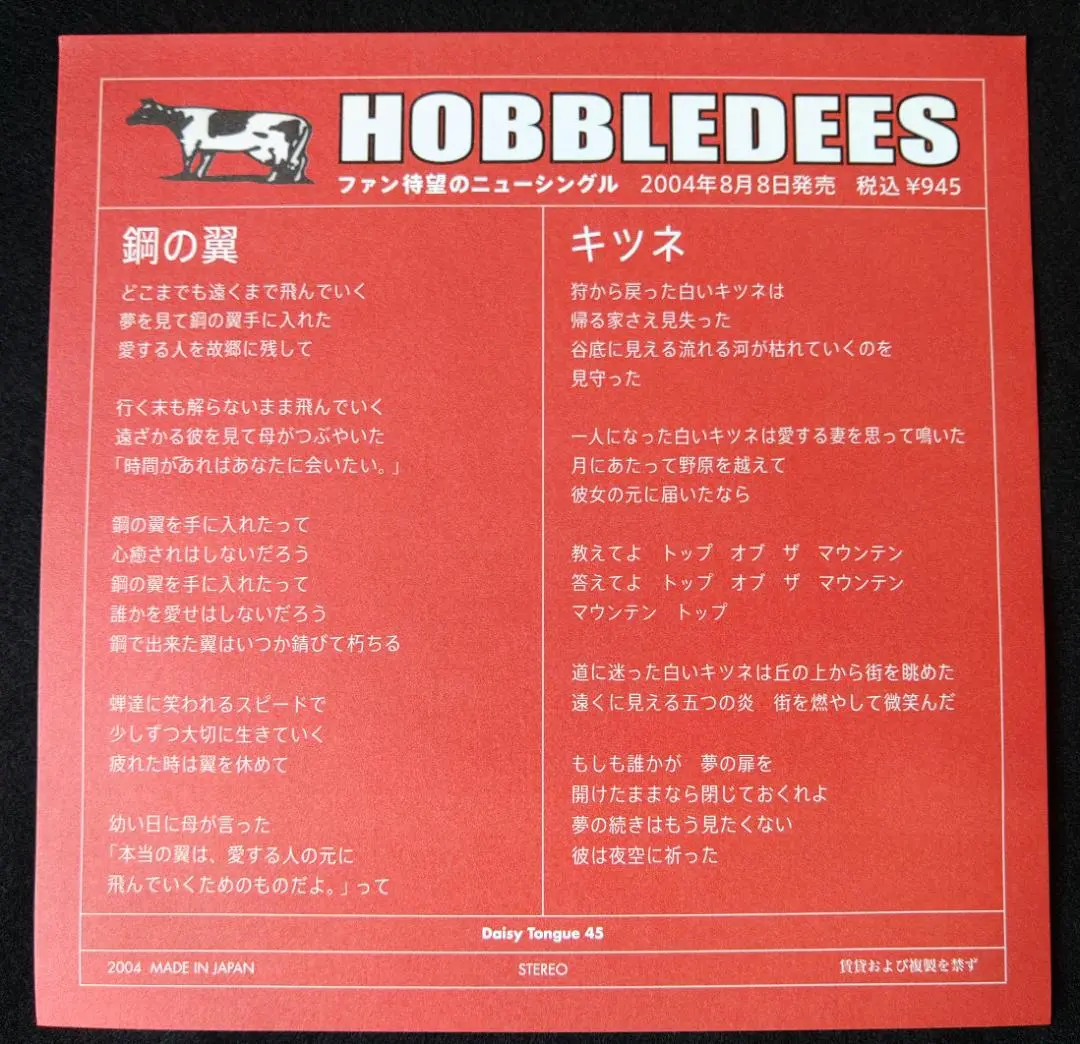 HOBBLEDEES
ファン待望のニューシングル 2004年8月8日発売 税込 ¥945
鋼の翼
どこまでも遠くまで飛んでいく
夢を見て鋼の翼手に入れた
愛する人を故郷に残して
行く末も解らないまま飛んでいく
遠ざかる彼を見て母がつぶやいた
「時間があればあなたに会いたい。」
鋼の翼を手に入れたって
心癒されはしないだろう
鋼の翼を手に入れたって
誰かを愛せはしないだろう
鋼で出来た翼はいつか錆びて朽ちる
蝉達に笑われるスピードで
少しずつ大切に生きていく
疲れた時は翼を休めて
幼い日に母が言った
「本当の翼は、愛する人の元に
飛んでいくためのものだよ。」って
キツネ
狩から戻った白いキツネは
帰る家さえ見失った
谷底に見える流れる河が枯れていくのを
見守った
一人になった白いキツネは愛する妻を思って鳴いた
月にあたって野原を越えて
彼女の元に届いたなら
教えてよ トップ オブ ザ マウンテン
答えてよ トップ オブ ザ マウンテン
マウンテン トップ
道に迷った白いキツネは丘の上から街を眺めた
遠くに見える五つの炎 街を燃やして微笑んだ
もしも誰かが 夢の扉を
開けたままなら閉じておくれよ
夢の続きはもう見たくない
彼は夜空に祈った
Daisy Tongue 45
2004 MADE IN JAPAN
STEREO
賃貸および複製を禁ず